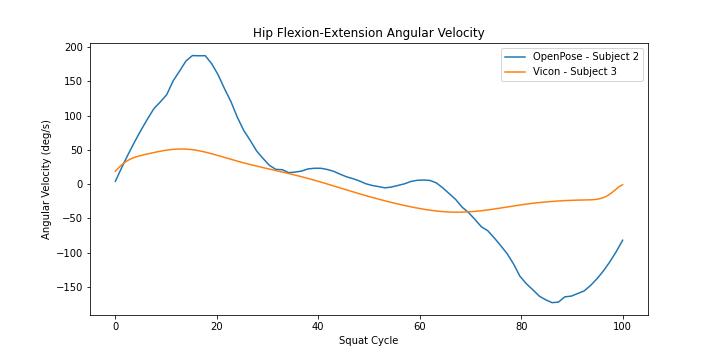 Hip Flexion-Extension Angular Velocity
OpenPose - Subject 2
Vicon - Subject 3
Angular Velocity (deg/s)
200
150
100
50
0
−50
−100
−150
0 20 40 60 80 100
Squat Cycle